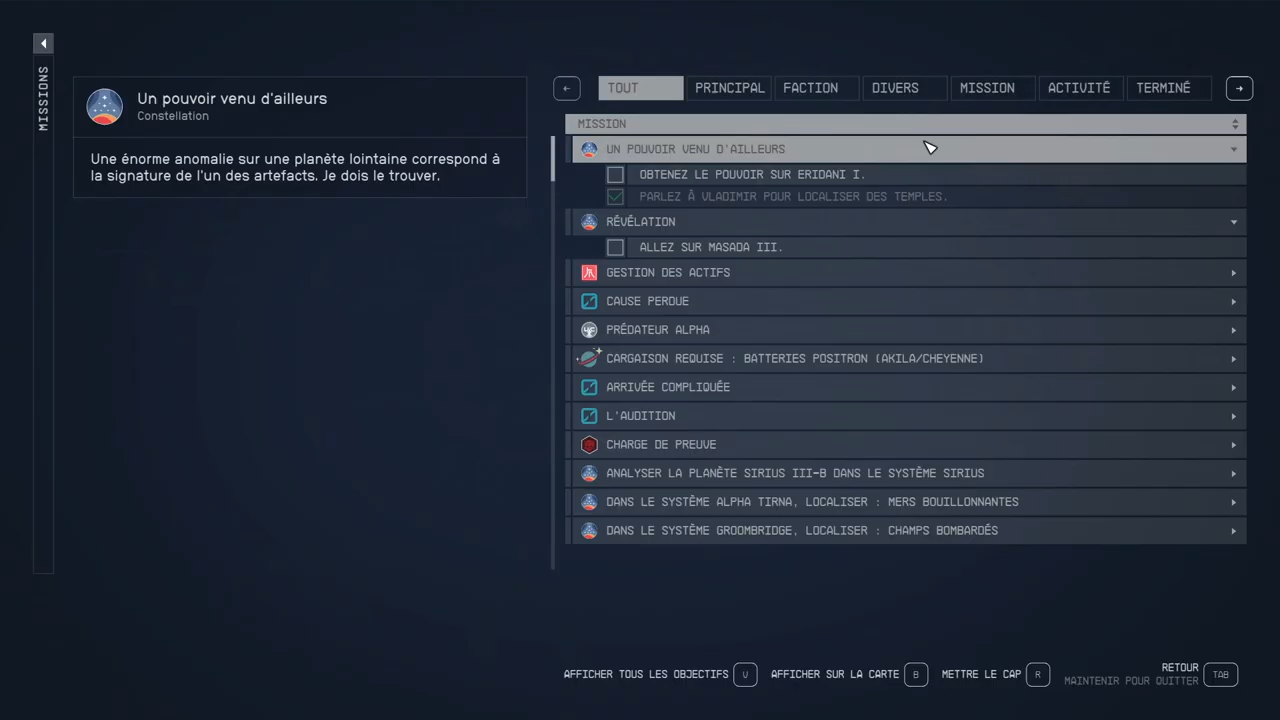 MISSIONS
Un pouvoir venu d'ailleurs
Constellation
Une énorme anomalie sur une planète lointaine correspond à
la signature de l'un des artefacts. Je dois le trouver.
TOUT PRINCIPAL FACTION DIVERS MISSION ACTIVITÉ TERMINÉ
MISSION
UN POUVOIR VENU D'AILLEURS
OBTENEZ LE POUVOIR SUR ERIDANI I.
PARLEZ À VLADIMIR POUR LOCALISER DES TEMPLES.
RÉVÉLATION
ALLEZ SUR MASADA III.
GESTION DES ACTIFS
CAUSE PERDUE
PRÉDATEUR ALPHA
CARGAISON REQUISE : BATTERIES POSITRON (AKILA/CHEYENNE)
ARRIVÉE COMPLIQUÉE
L'AUDITION
CHARGE DE PREUVE
ANALYSER LA PLANÈTE SIRIUS III-B DANS LE SYSTÈME SIRIUS
DANS LE SYSTÈME ALPHA TIRNA, LOCALISER : MERS BOUILLONNANTES
DANS LE SYSTÈME GROOMBRIDGE, LOCALISER : CHAMPS BOMBARDÉS
AFFICHER TOUS LES OBJECTIFS V AFFICHER SUR LA CARTE B METTRE LE CAP R RETOUR TAB
MAINTENIR POUR QUITTER